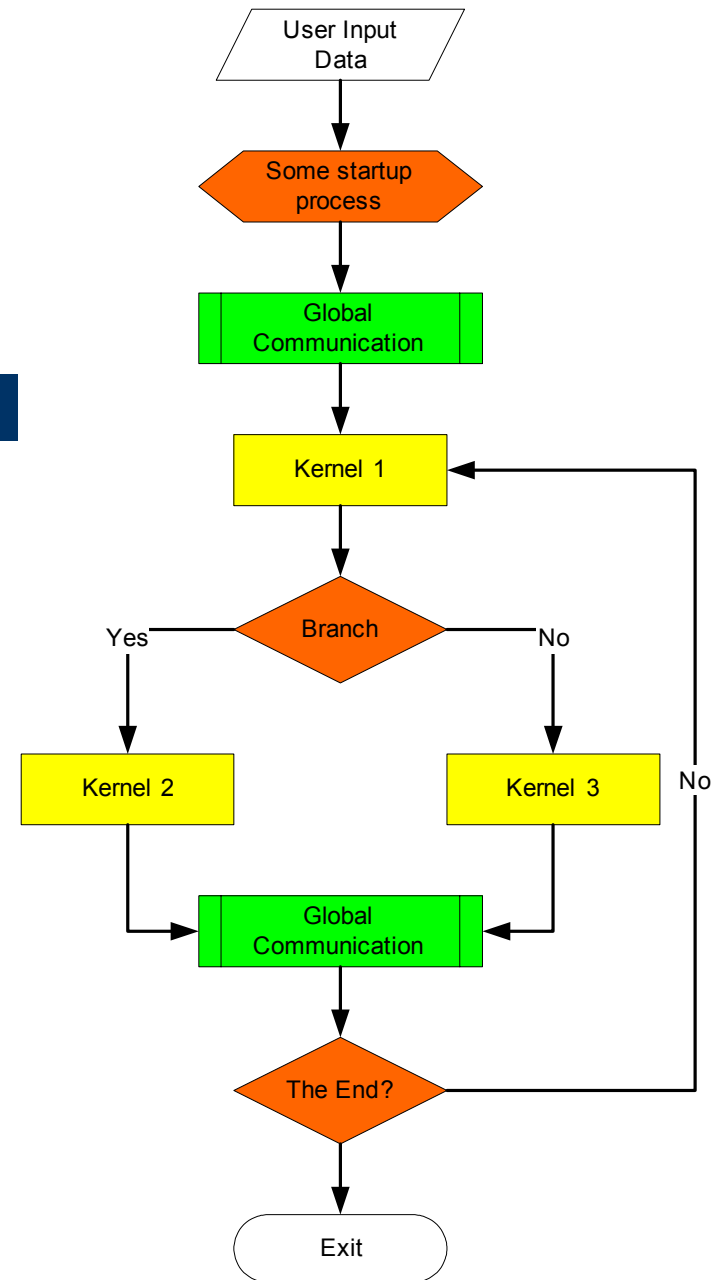 User Input
Data
Some startup
process
Global
Communication
Kernel 1
Branch
Yes
No
Kernel 2
Kernel 3
No
Global
Communication
The End?
Exit